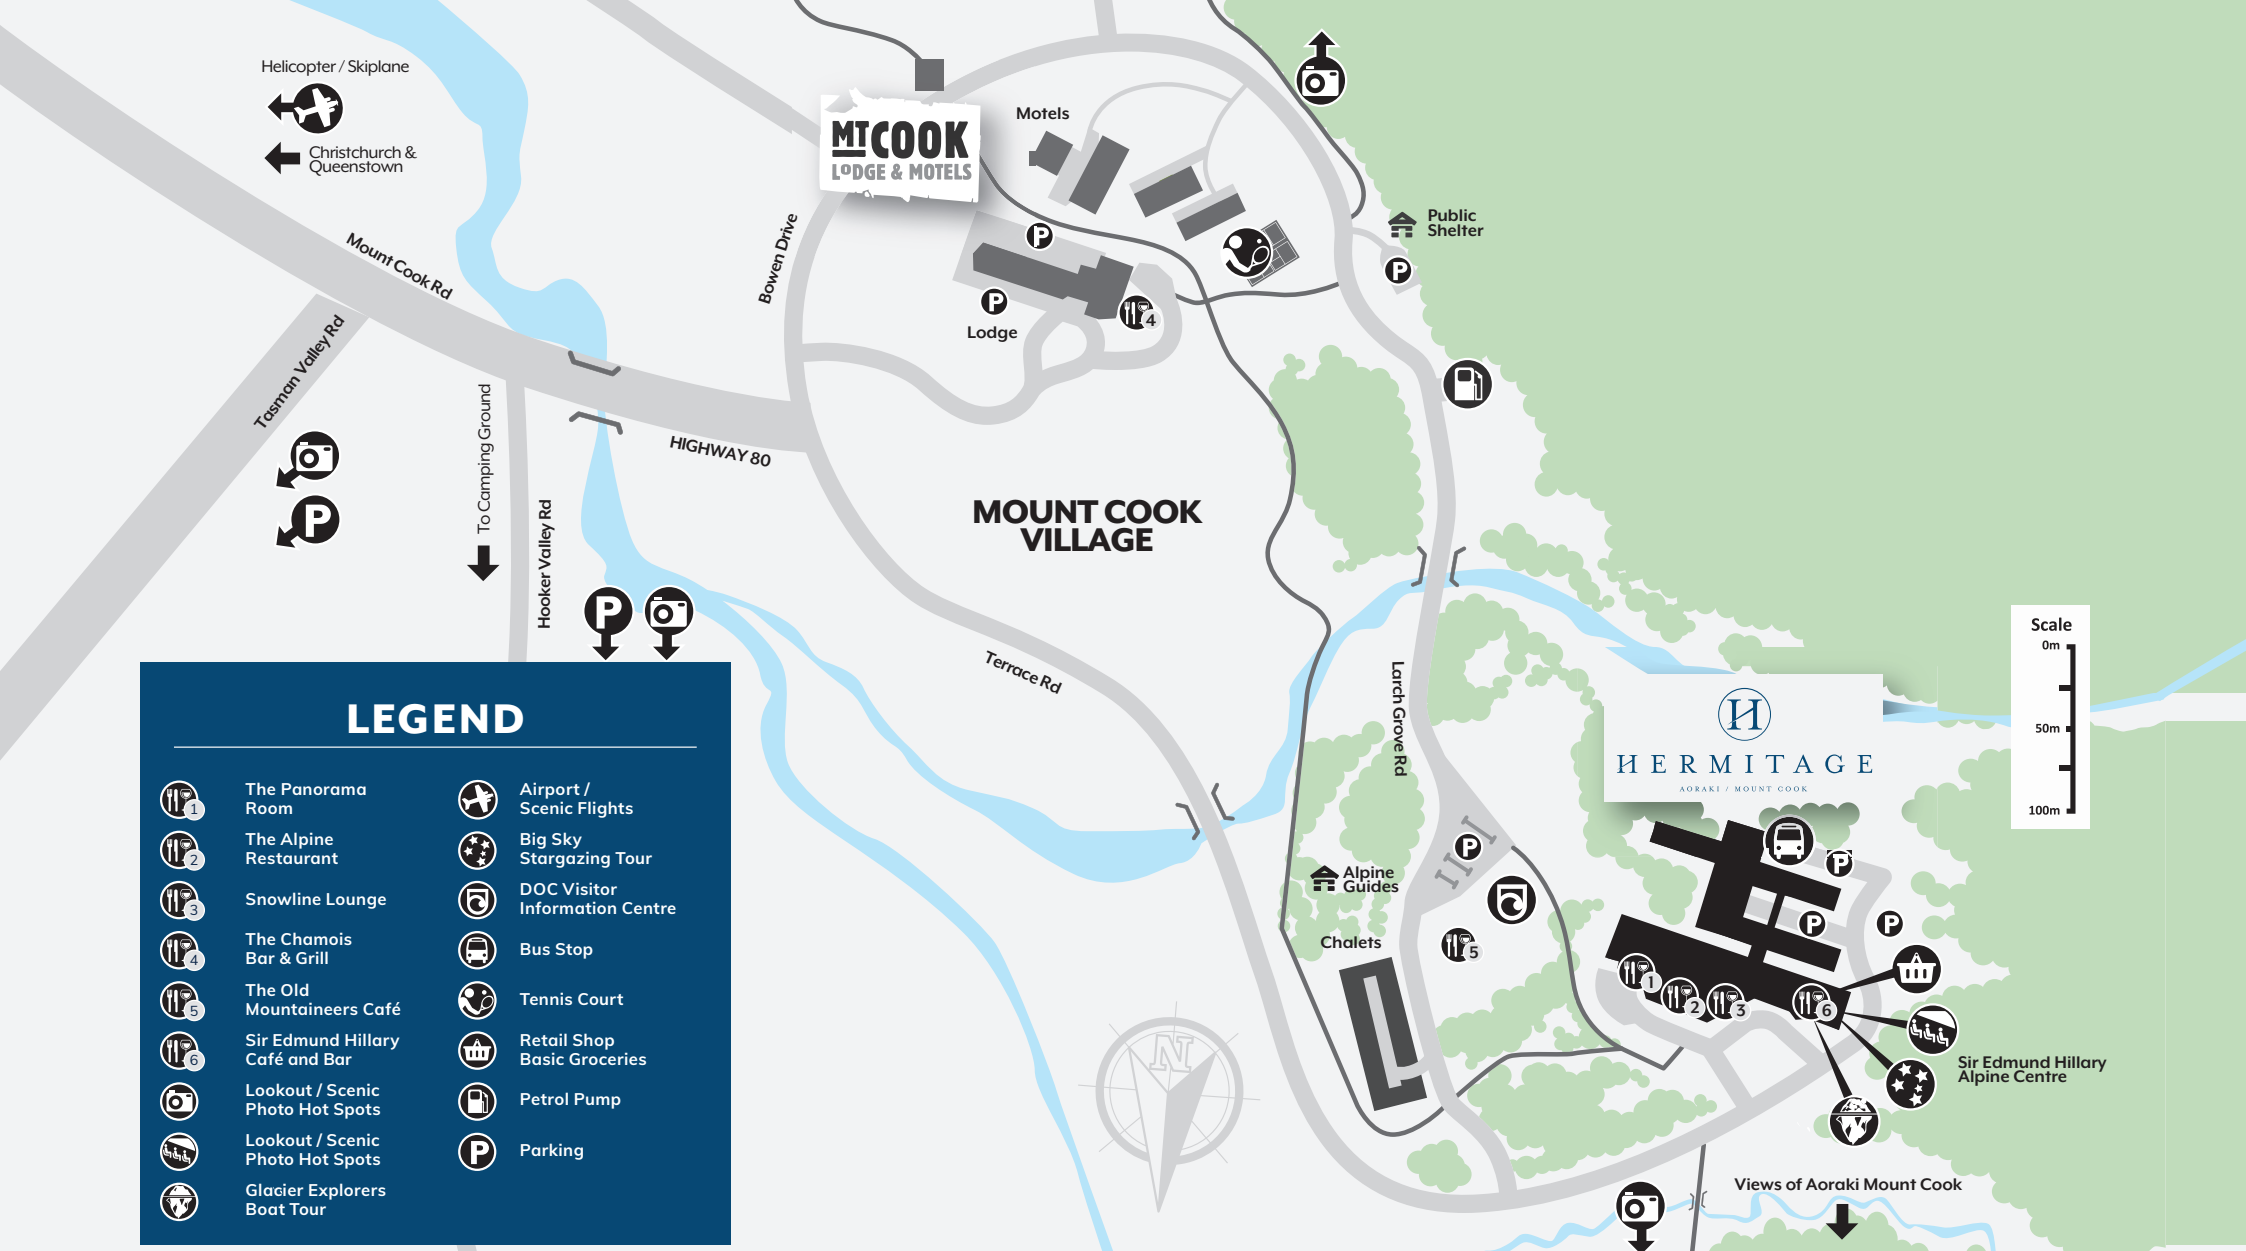 Helicopter / Skiplane
Christchurch &
Queenstown
Mount Cook Rd
Tasman Valley Rd
To Camping Ground
Hooker Valley Rd
HIGHWAY 80
Bowen Drive
MT COOK
LODGE & MOTELS
Motels
P
P
Lodge
4
Public
Shelter
P
P
P
MOUNT COOK
VILLAGE
Terrace Rd
Larch Grove Rd
HERMITAGE
AORAKI / MOUNT COOK
Scale
0m
50m
100m
P
Alpine
Guides
Chalets
5
P
P
P
1
2
3
6
Sir Edmund Hillary
Alpine Centre
Views of Aoraki Mount Cook
N
LEGEND
1
The Panorama
Room
2
The Alpine
Restaurant
3
Snowline Lounge
4
The Chamois
Bar & Grill
5
The Old
Mountaineers Café
6
Sir Edmund Hillary
Café and Bar
Lookout / Scenic
Photo Hot Spots
Lookout / Scenic
Photo Hot Spots
Glacier Explorers
Boat Tour
Airport /
Scenic Flights
Big Sky
Stargazing Tour
DOC Visitor
Information Centre
Bus Stop
Tennis Court
Retail Shop
Basic Groceries
Petrol Pump
P
Parking